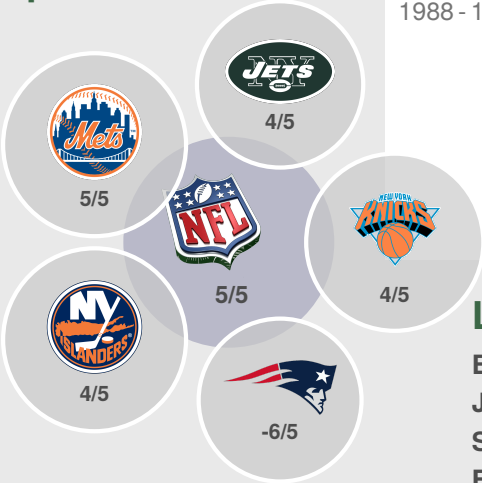 1988 - 1
NY
JETS
4/5
Mets
5/5
NFL
5/5
NEW YORK
KNICKS
4/5
NY
ISLANDERS
4/5
-6/5